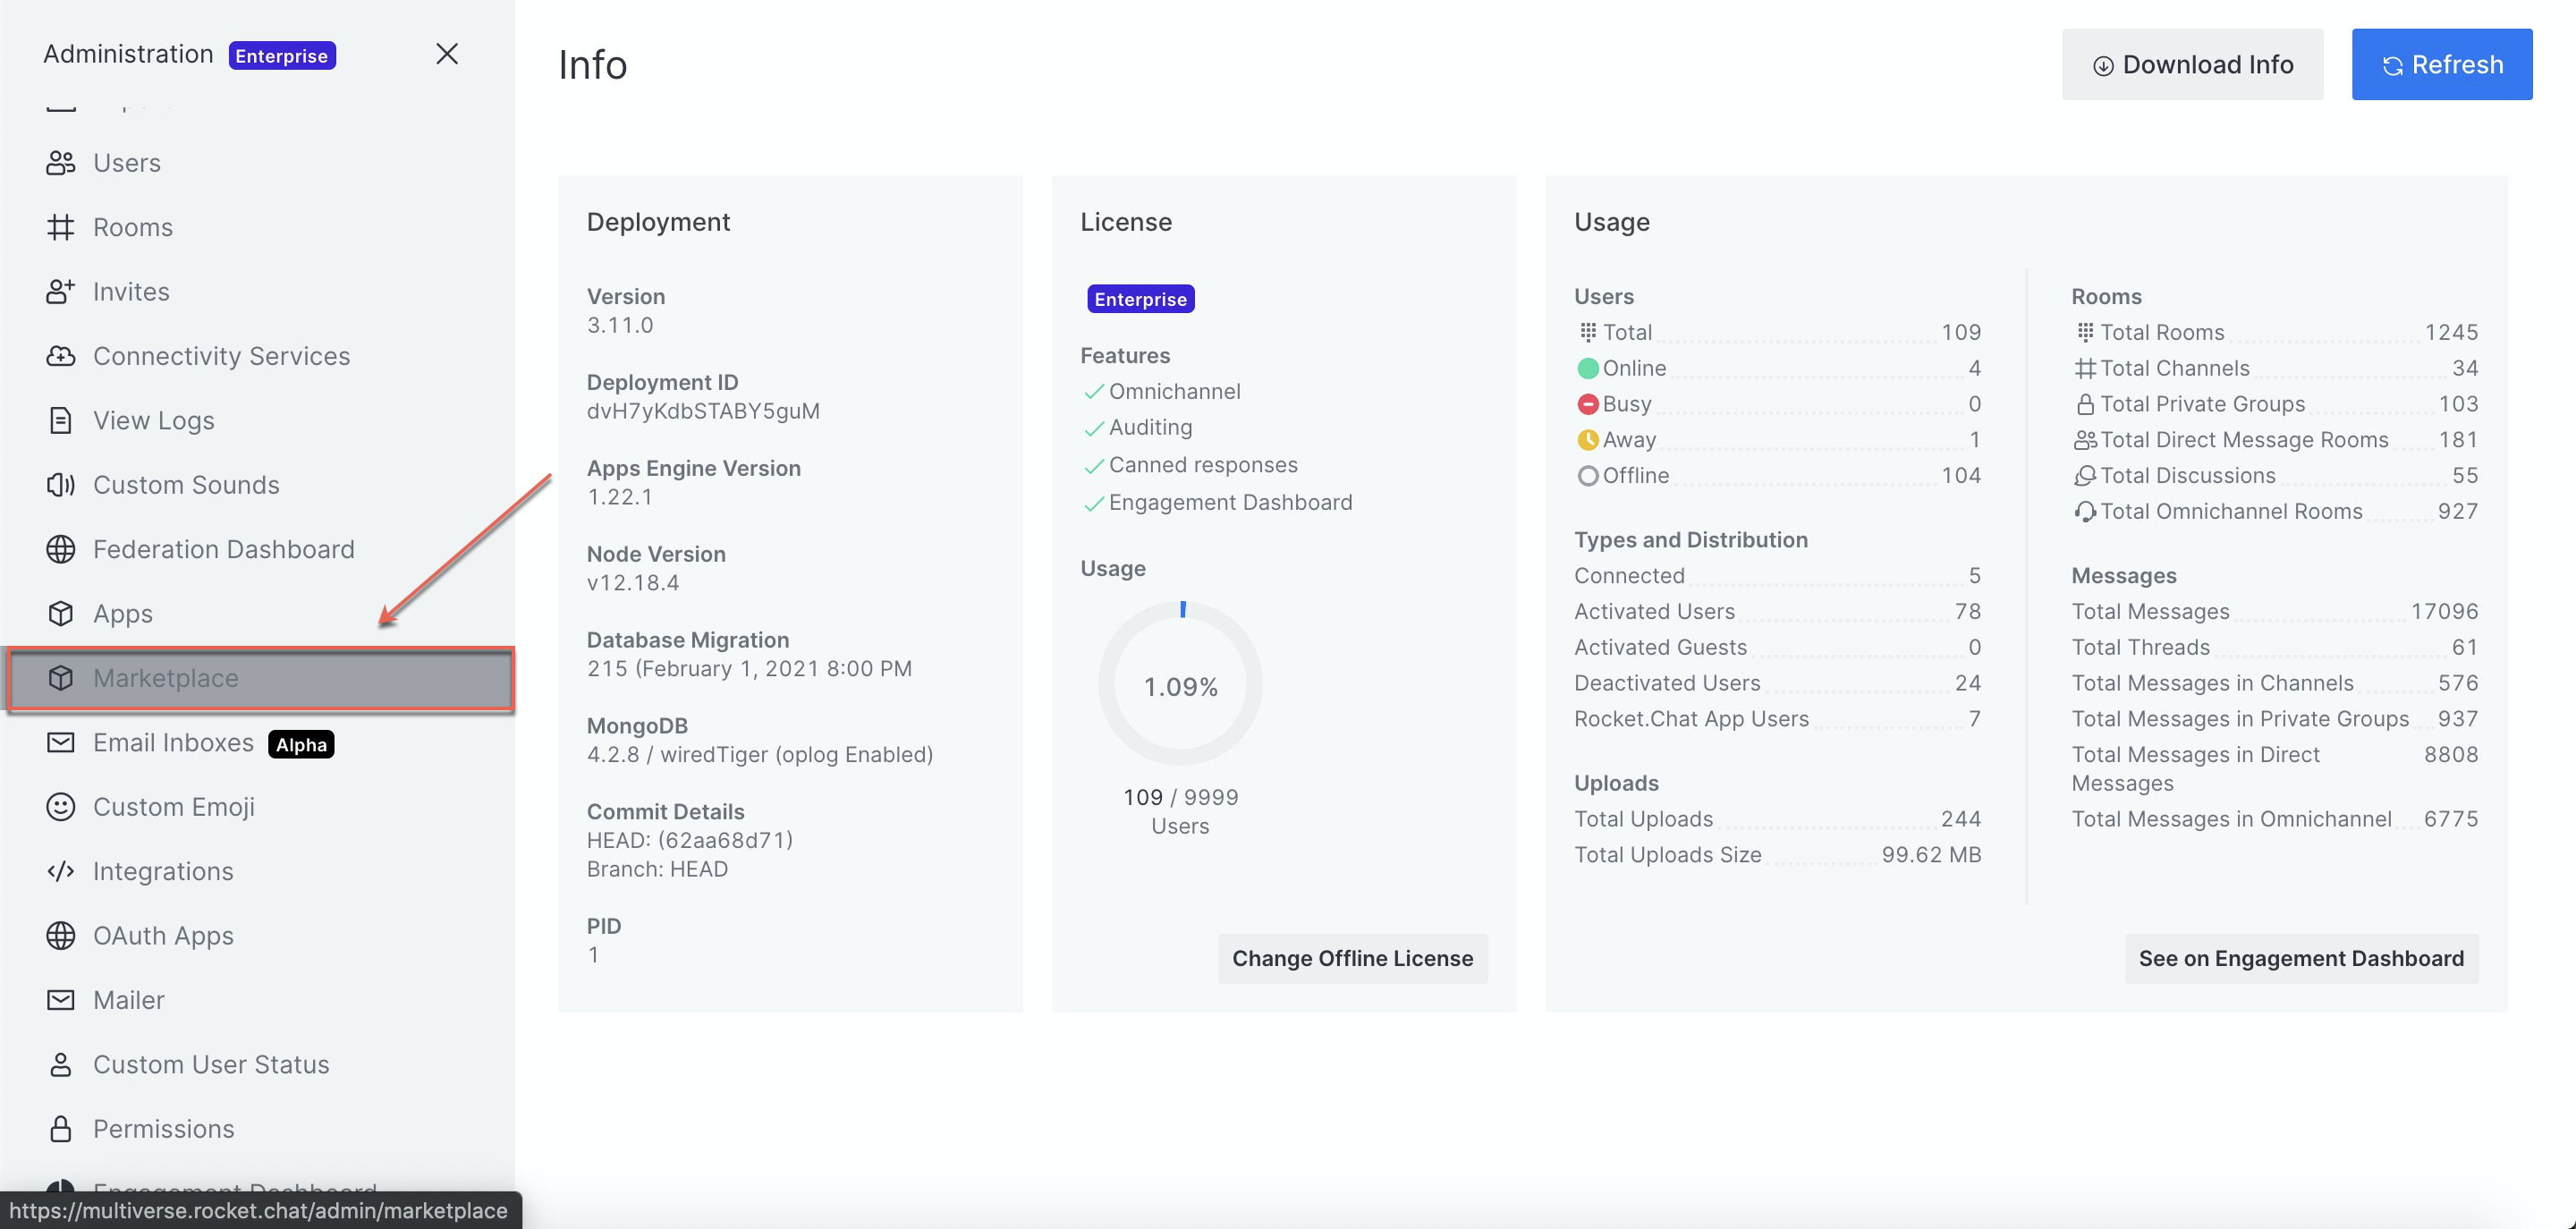 Administration Enterprise
Users
Rooms
Invites
Connectivity Services
View Logs
Custom Sounds
Federation Dashboard
Apps
Marketplace
Email Inboxes Alpha
Custom Emoji
Integrations
OAuth Apps
Mailer
Custom User Status
Permissions
Engagement Dashboard
https://multiverse.rocket.chat/admin/marketplace
Info
Download Info
Refresh
Deployment
Version
3.11.0
Deployment ID
dvH7yKdbSTABY5guM
Apps Engine Version
1.22.1
Node Version
v12.18.4
Database Migration
215 (February 1, 2021 8:00 PM
MongoDB
4.2.8 / wiredTiger (oplog Enabled)
Commit Details
HEAD: (62aa68d71)
Branch: HEAD
PID
1
License
Enterprise
Features
Omnichannel
Auditing
Canned responses
Engagement Dashboard
Usage
1.09%
109 / 9999
Users
Change Offline License
Usage
Users
Total 109
Online 4
Busy 0
Away 1
Offline 104
Types and Distribution
Connected 5
Activated Users 78
Activated Guests 0
Deactivated Users 24
Rocket.Chat App Users 7
Uploads
Total Uploads 244
Total Uploads Size 99.62 MB
Rooms
Total Rooms 1245
Total Channels 34
Total Private Groups 103
Total Direct Message Rooms 181
Total Discussions 55
Total Omnichannel Rooms 927
Messages
Total Messages 17096
Total Threads 61
Total Messages in Channels 576
Total Messages in Private Groups 937
Total Messages in Direct 8808
Messages
Total Messages in Omnichannel 6775
See on Engagement Dashboard